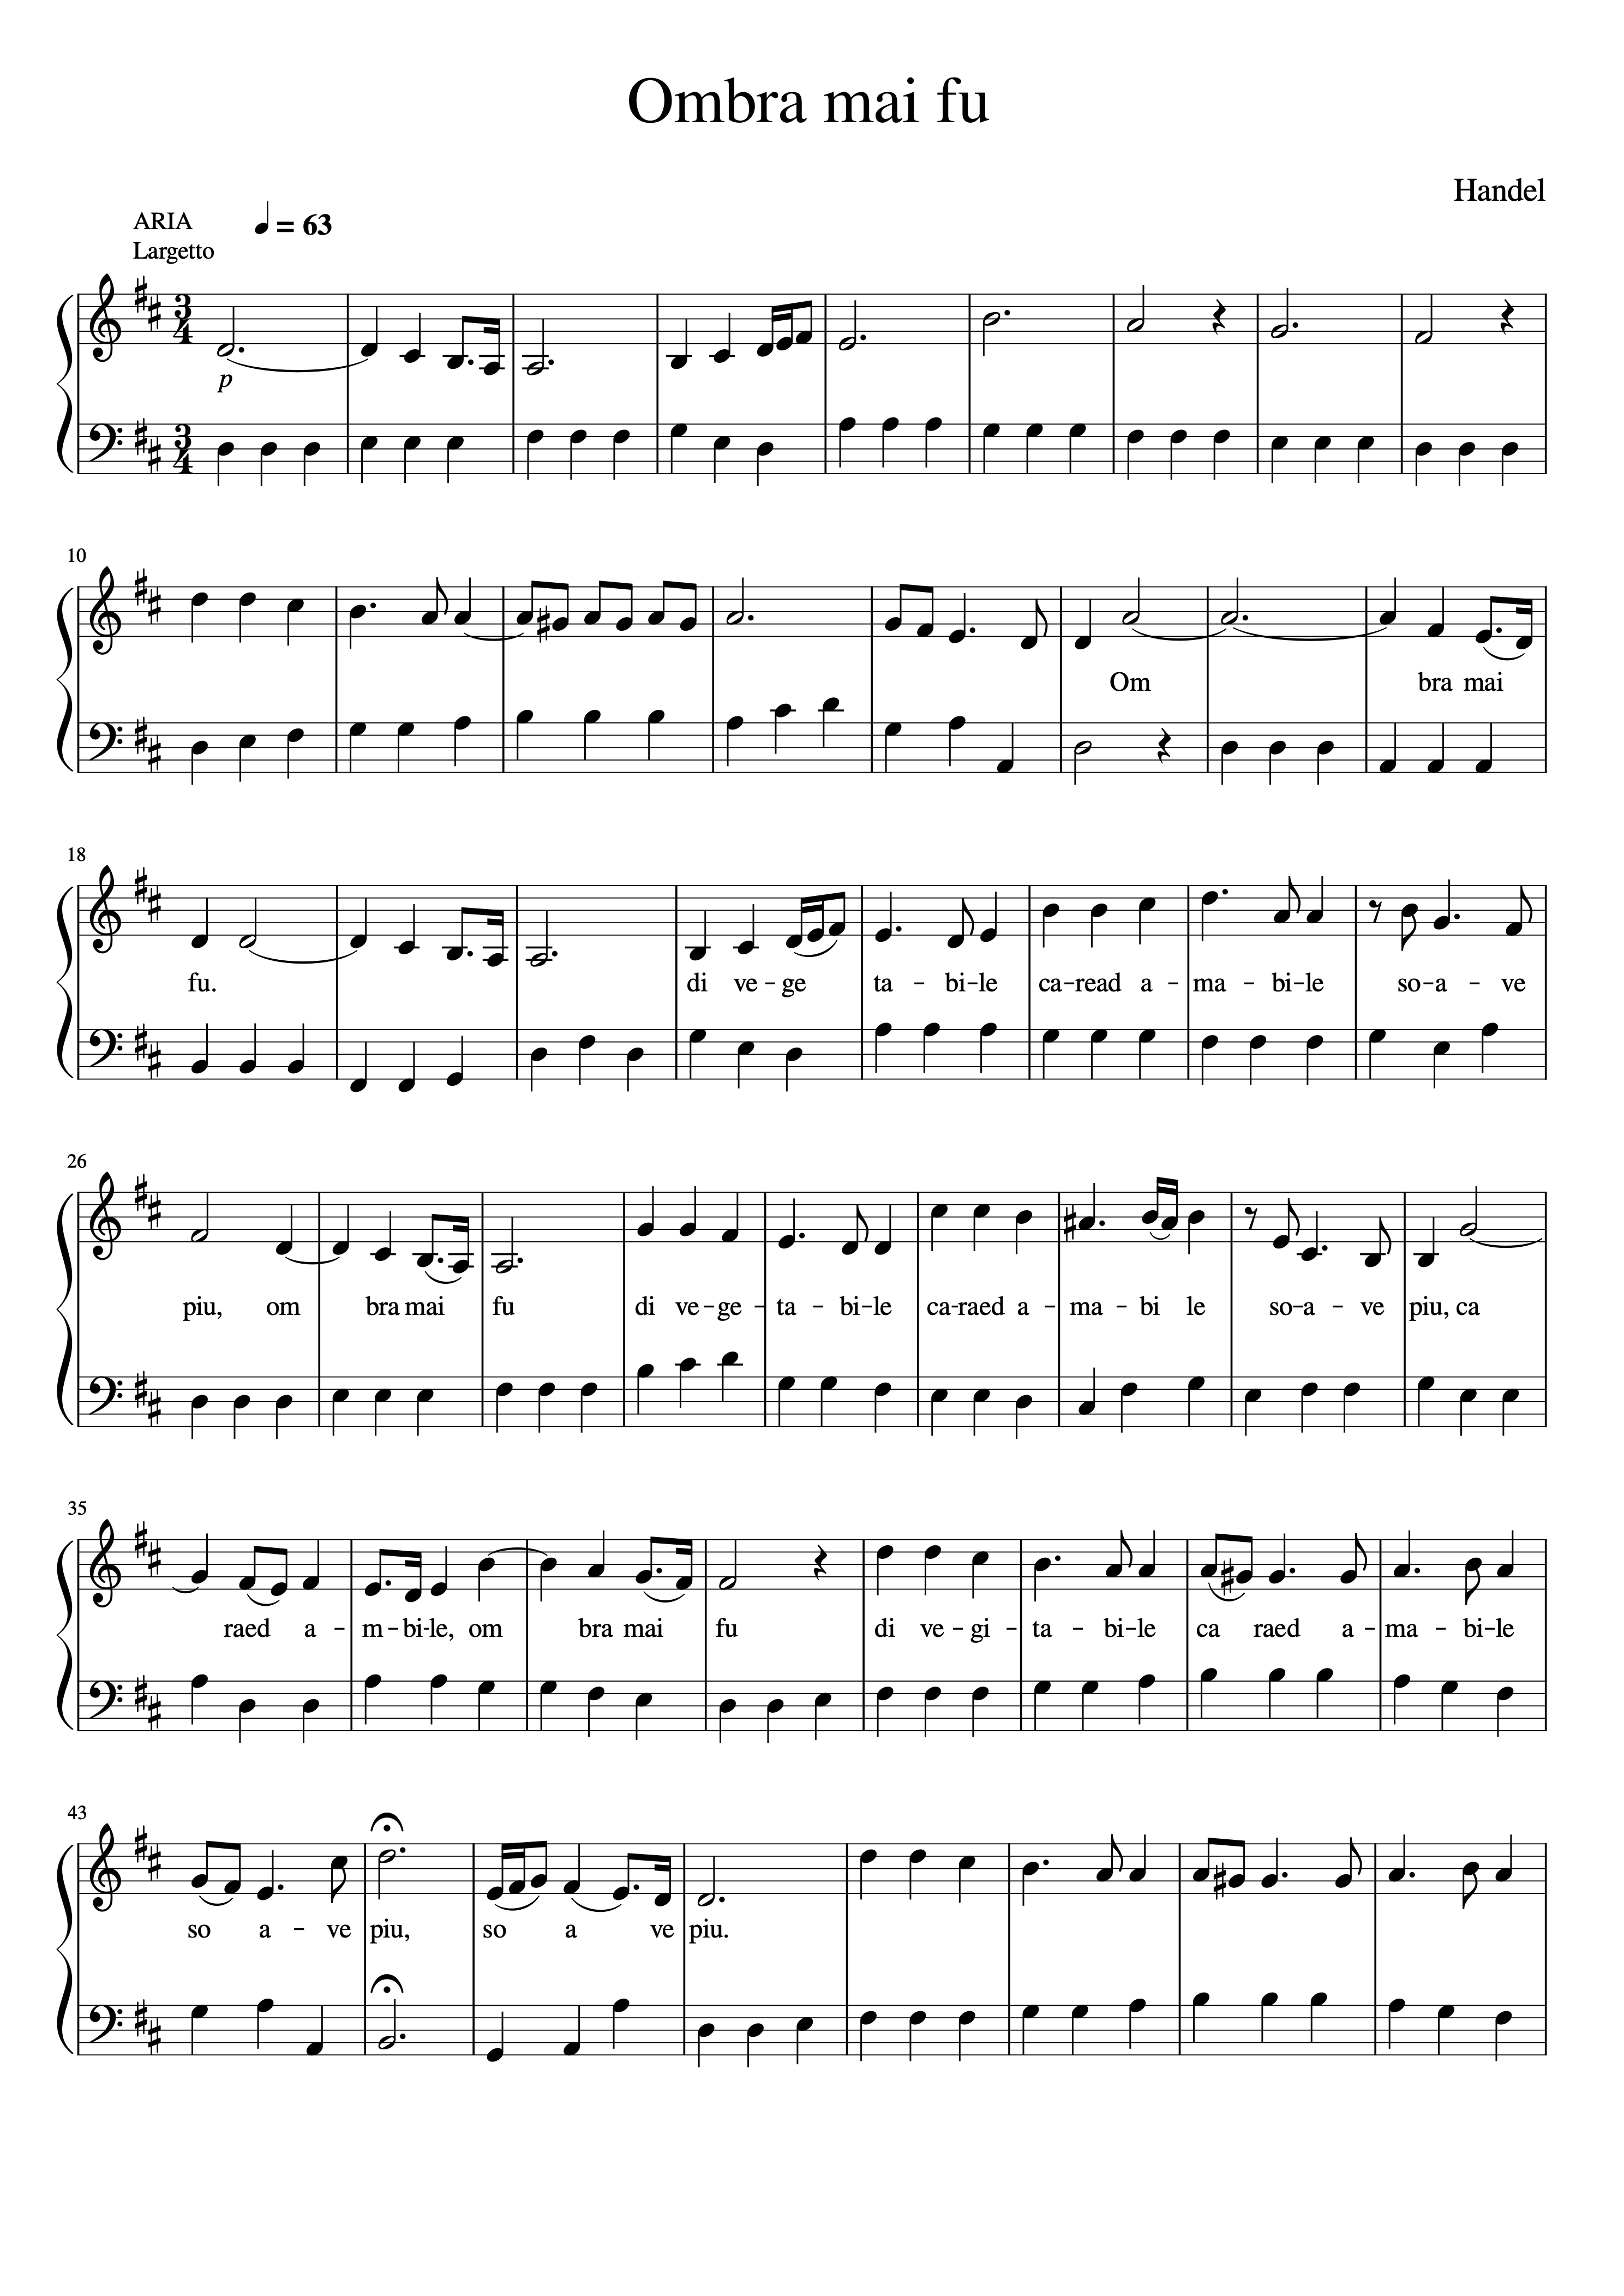 Ombra mai fu
Handel
ARIA
♩ = 63
Largetto
3 4
p
3 4
10
Om bra mai
18
fu. di ve - ge ta - bi - le ca - read a - ma - bi - le so - a - ve
26
piu, om bra mai fu di ve - ge - ta - bi - le ca - raed a - ma - bi le so - a - ve piu, ca
35
raed a - m - bi - le, om bra mai fu di ve - gi - ta - bi - le ca raed a - ma - bi - le
43
so a - ve piu, so a ve piu.